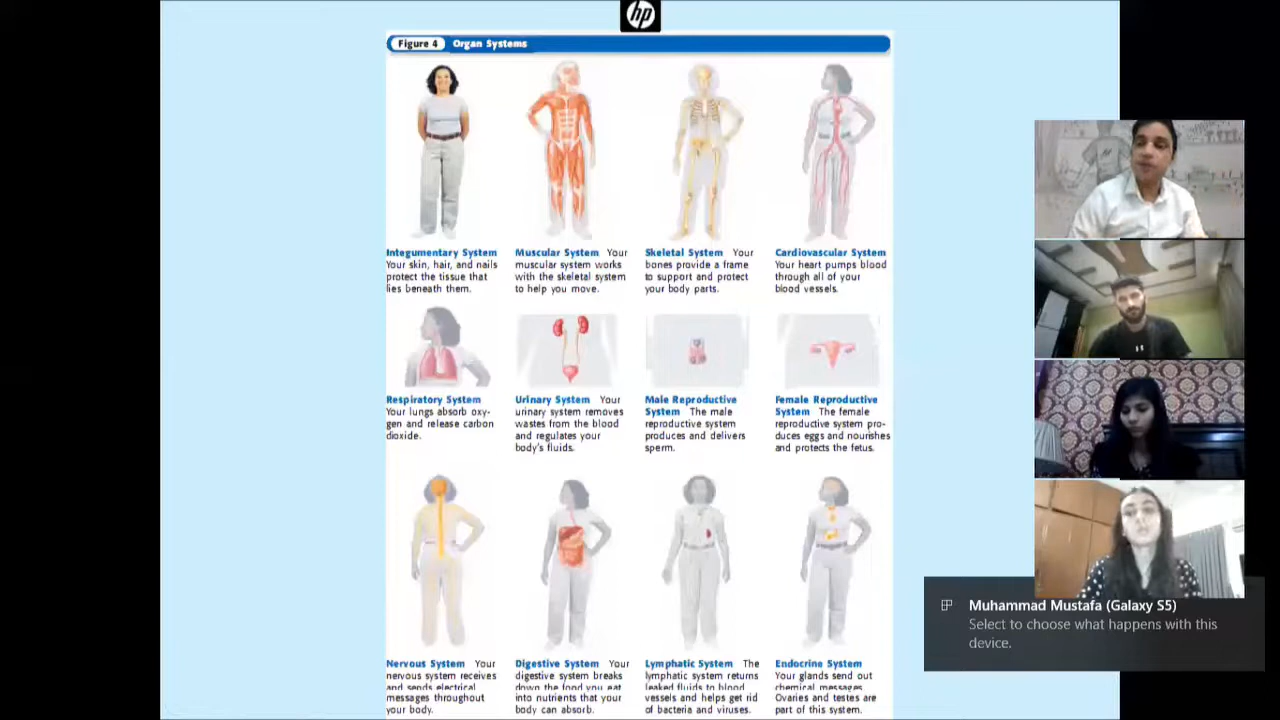 hp
Figure 4 Organ Systems
Integumentary System
Your skin, hair, and nails
protect the tissue that
lies beneath them.
Muscular System Your
muscular system works
with the skeletal system
to help you move.
Skeletal System Your
bones provide a frame
to support and protect
your body parts.
Cardiovascular System
Your heart pumps blood
through all of your
blood vessels.
Respiratory System
Your lungs absorb oxy-
gen and release carbon
dioxide.
Urinary System Your
urinary system removes
wastes from the blood
and regulates your
body's fluids.
Male Reproductive
System The male
reproductive system
produces and delivers
sperm.
Female Reproductive
System The female
reproductive system pro-
duces eggs and nourishes
and protects the fetus.
Nervous System Your
nervous system receives
and sends electrical
messages throughout
your body.
Digestive System Your
digestive system breaks
down the food you eat
into nutrients that your
body can absorb.
Lymphatic System The
lymphatic system returns
leaked fluids to blood
vessels and helps get rid
of bacteria and viruses.
Endocrine System
Your glands send out
chemical messages.
Ovaries and testes are
part of this system.
Muhammad Mustafa (Galaxy S5)
Select to choose what happens with this
device.